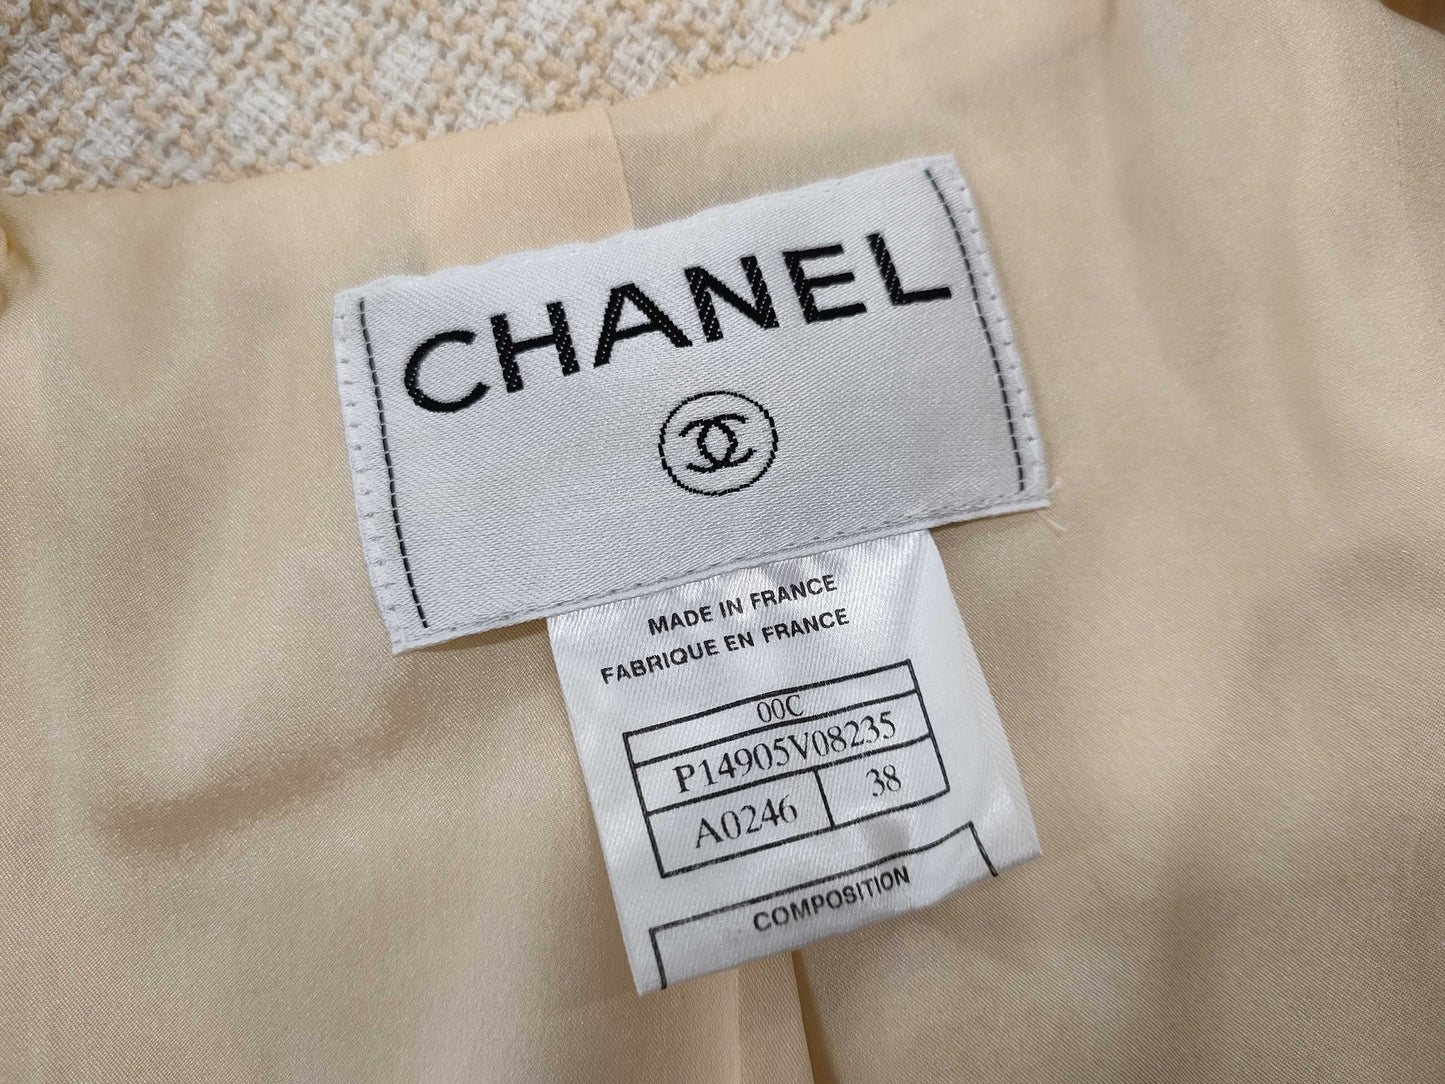 CHANEL
MADE IN FRANCE
FABRIQUE EN FRANCE
00C
P14905V08235
A0246 38
COMPOSITION